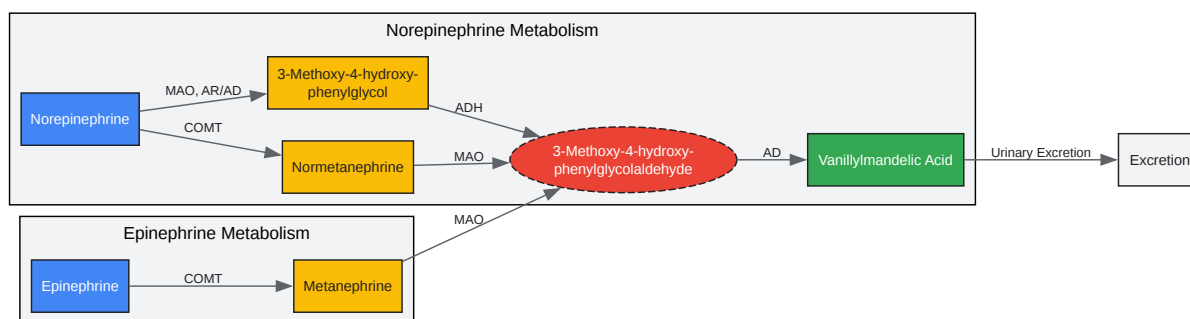 Norepinephrine Metabolism
3-Methoxy-4-hydroxy-
phenylglycol
MAO, AR/AD
Norepinephrine
ADH
COMT
3-Methoxy-4-hydroxy-
phenylglycolaldehyde
Normetanephrine
MAO
AD
Vanillylmandelic Acid
Urinary Excretion
Excretion
MAO
Epinephrine Metabolism
Epinephrine
COMT
Metanephrine